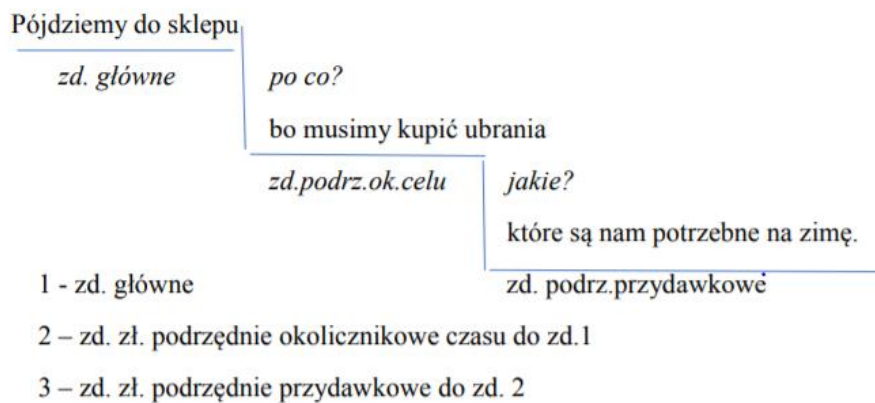 Pójdziemy do sklepu
zd. główne po co?
bo musimy kupić ubrania
zd.podrz.ok.celu jakie?
które są nam potrzebne na zimę.
1 - zd. główne zd. podrz.przydawkowe
2 – zd. zł. podrzędnie okolicznikowe czasu do zd.1
3 – zd. zł. podrzędnie przydawkowe do zd. 2